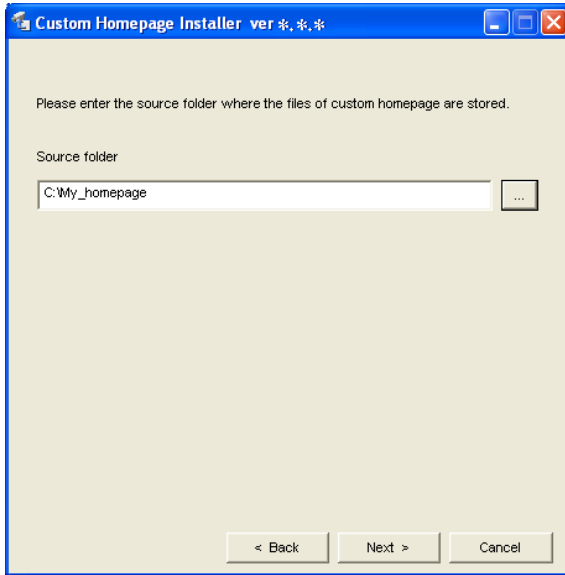 Custom Homepage Installer ver *.*.*
Please enter the source folder where the files of custom homepage are stored.
Source folder
C:\My_homepage
...
< Back
Next >
Cancel